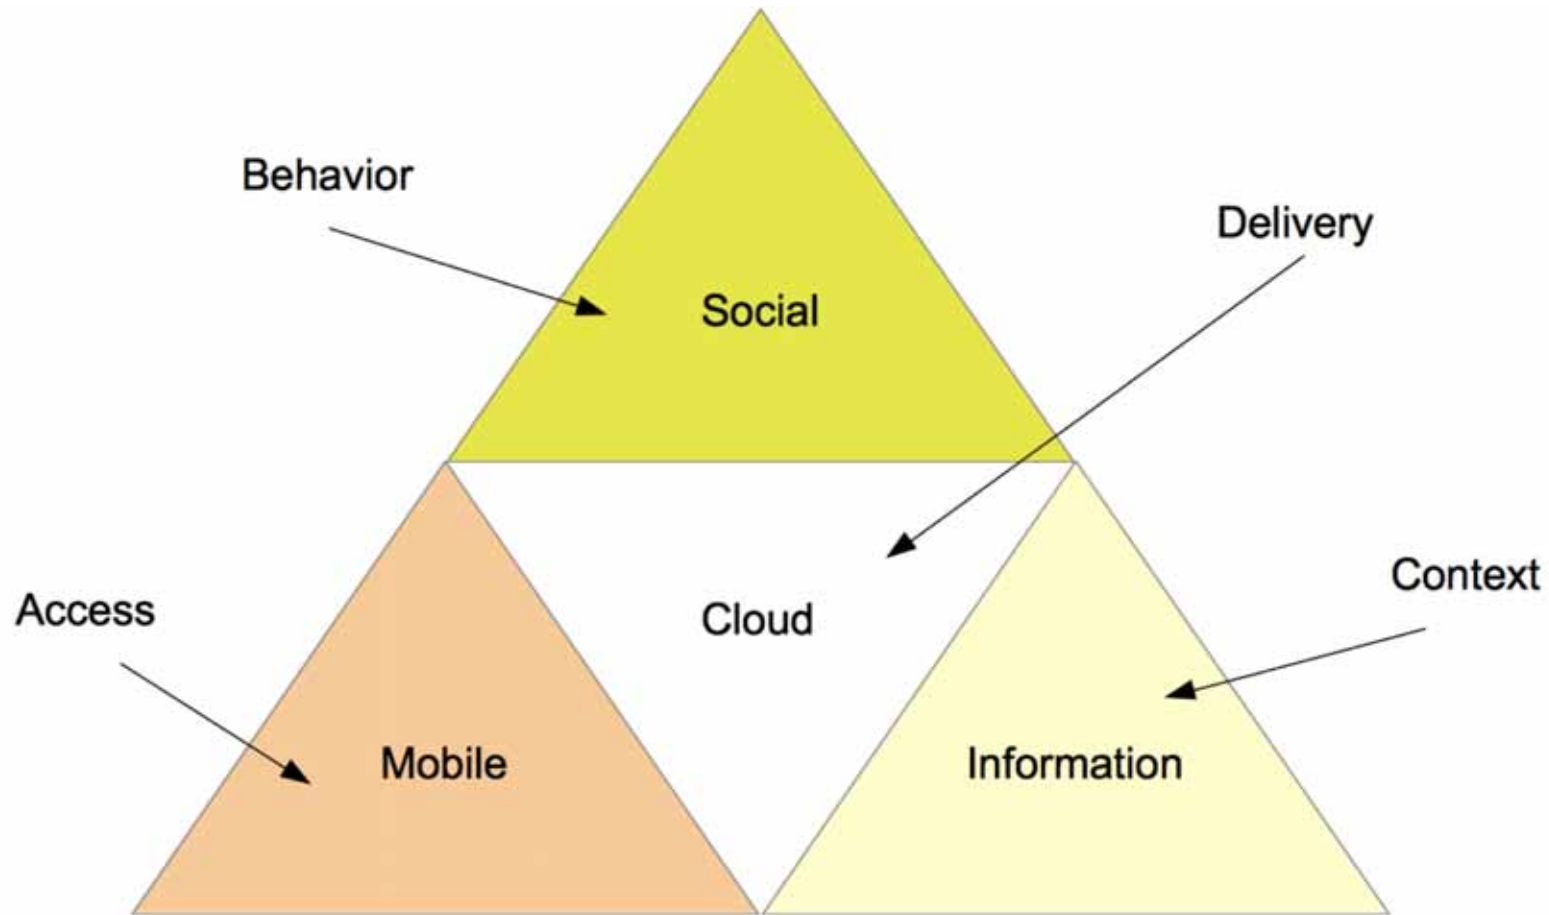 Behavior
Delivery
Social
Context
Access
Cloud
Mobile
Information